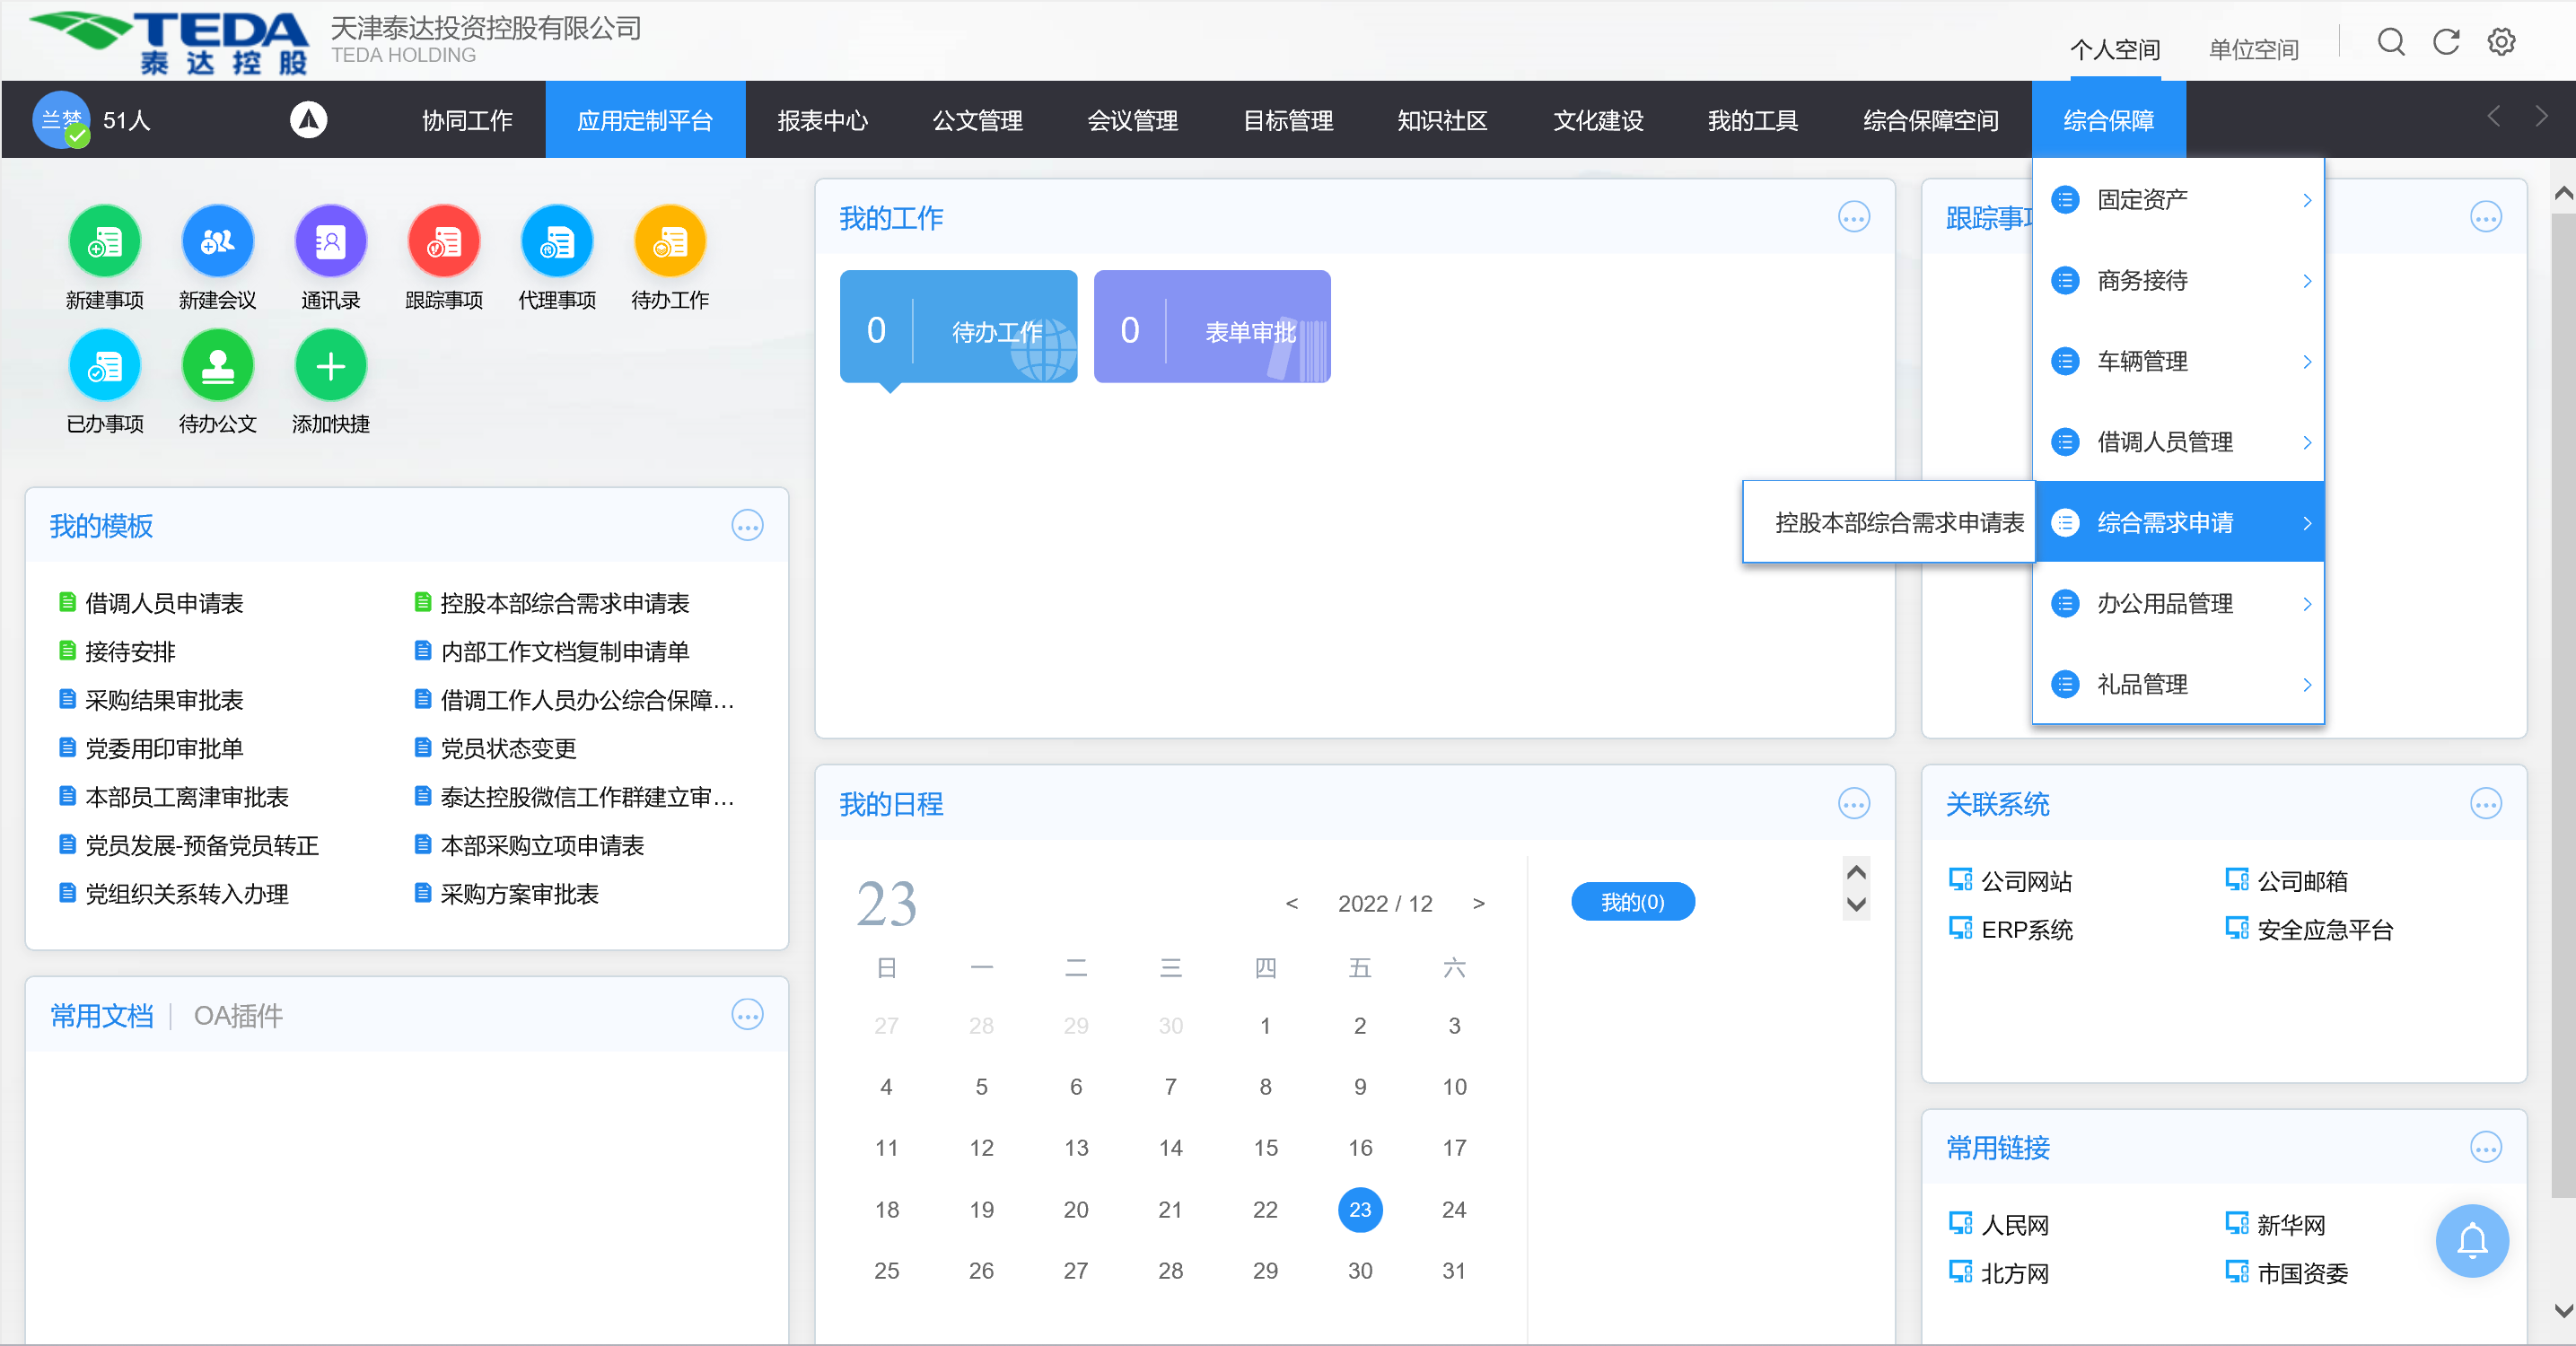 TEDA
泰达控股
天津泰达投资控股有限公司
TEDA HOLDING
个人空间
单位空间
兰梦
51人
协同工作
应用定制平台
报表中心
公文管理
会议管理
目标管理
知识社区
文化建设
我的工具
综合保障空间
综合保障
新建事项
新建会议
通讯录
跟踪事项
代理事项
待办工作
已办事项
待办公文
添加快捷
我的工作
0
待办工作
0
表单审批
跟踪事项
固定资产
商务接待
车辆管理
借调人员管理
控股本部综合需求申请表
综合需求申请
办公用品管理
礼品管理
我的模板
借调人员申请表
控股本部综合需求申请表
接待安排
内部工作文档复制申请单
采购结果审批表
借调工作人员办公综合保障...
党委用印审批单
党员状态变更
本部员工离津审批表
泰达控股微信工作群建立审...
党员发展-预备党员转正
本部采购立项申请表
党组织关系转入办理
采购方案审批表
常用文档
OA插件
我的日程
23
< 2022 / 12 >
我的(0)
日 一 二 三 四 五 六
27 28 29 30 1 2 3
4 5 6 7 8 9 10
11 12 13 14 15 16 17
18 19 20 21 22 23 24
25 26 27 28 29 30 31
关联系统
公司网站
公司邮箱
ERP系统
安全应急平台
常用链接
人民网
新华网
北方网
市国资委